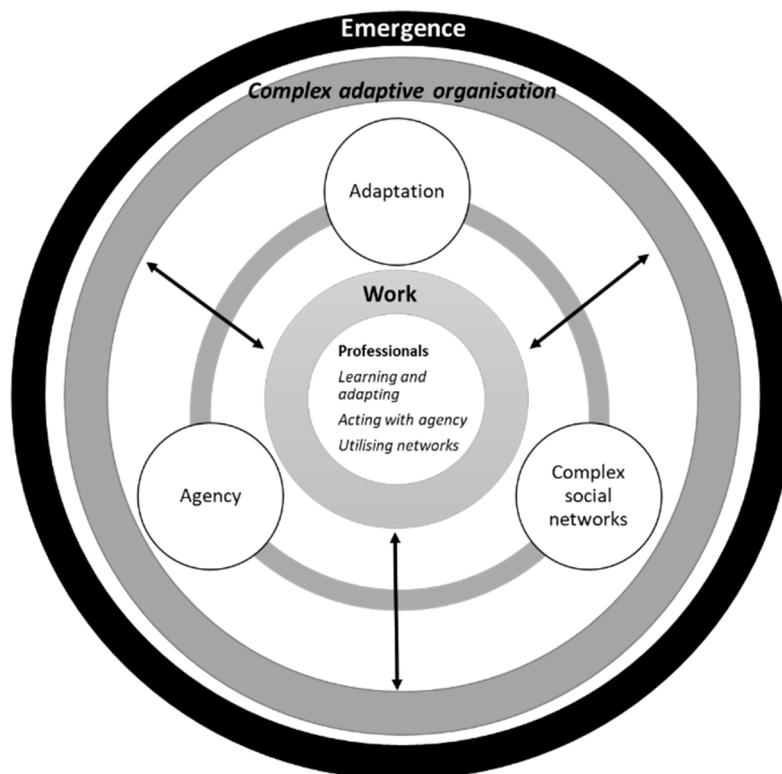 Emergence
Complex adaptive organisation
Adaptation
Work
Professionals
Learning and
adapting
Acting with agency
Utilising networks
Agency
Complex
social
networks